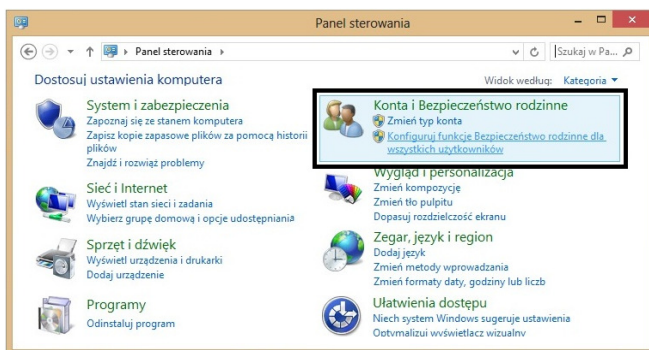 Panel sterowania
Panel sterowania
Szukaj w Pa...
Dostosuj ustawienia komputera
Widok według: Kategoria
System i zabezpieczenia
Zapoznaj się ze stanem komputera
Zapisz kopie zapasowe plików za pomocą historii
plików
Znajdź i rozwiąż problemy
Sieć i Internet
Wyświetl stan sieci i zadania
Wybierz grupę domową i opcje udostępniania
Sprzęt i dźwięk
Wyświetl urządzenia i drukarki
Dodaj urządzenie
Programy
Odinstaluj program
Konta i Bezpieczeństwo rodzinne
Zmień typ konta
Konfiguruj funkcje Bezpieczeństwo rodzinne dla
wszystkich użytkowników
Wygląd i personalizacja
Zmień kompozycję
Zmień tło pulpitu
Dopasuj rozdzielczość ekranu
Zegar, język i region
Dodaj język
Zmień metody wprowadzania
Zmień formaty daty, godziny lub liczb
Ułatwienia dostępu
Niech system Windows sugeruje ustawienia
Optymalizuj wyświetlacz wizualny